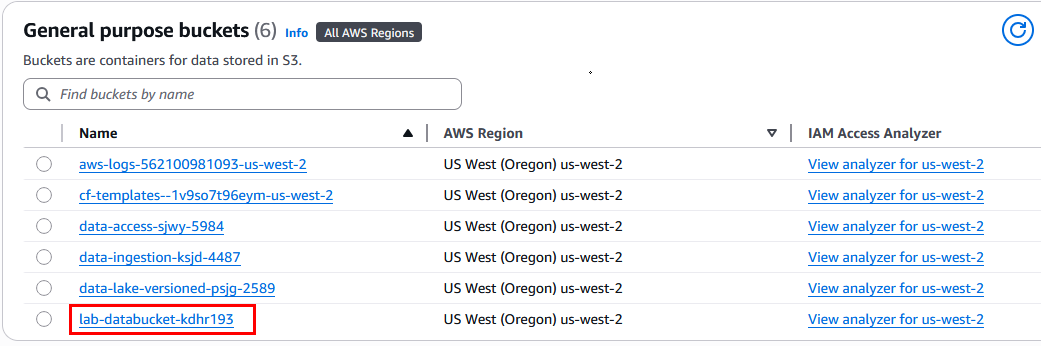 General purpose buckets (6) Info All AWS Regions
Buckets are containers for data stored in S3.
Find buckets by name
Name AWS Region IAM Access Analyzer
aws-logs-562100981093-us-west-2 US West (Oregon) us-west-2 View analyzer for us-west-2
cf-templates--1v9so7t96eym-us-west-2 US West (Oregon) us-west-2 View analyzer for us-west-2
data-access-sjwy-5984 US West (Oregon) us-west-2 View analyzer for us-west-2
data-ingestion-ksjd-4487 US West (Oregon) us-west-2 View analyzer for us-west-2
data-lake-versioned-psjg-2589 US West (Oregon) us-west-2 View analyzer for us-west-2
lab-databucket-kdhr193 US West (Oregon) us-west-2 View analyzer for us-west-2